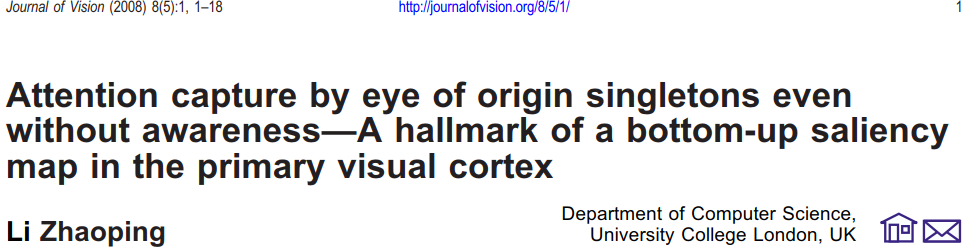 Journal of Vision (2008) 8(5):1, 1–18 http://journalofvision.org/8/5/1/ 1
Attention capture by eye of origin singletons even
without awareness—A hallmark of a bottom-up saliency
map in the primary visual cortex
Li Zhaoping
Department of Computer Science,
University College London, UK